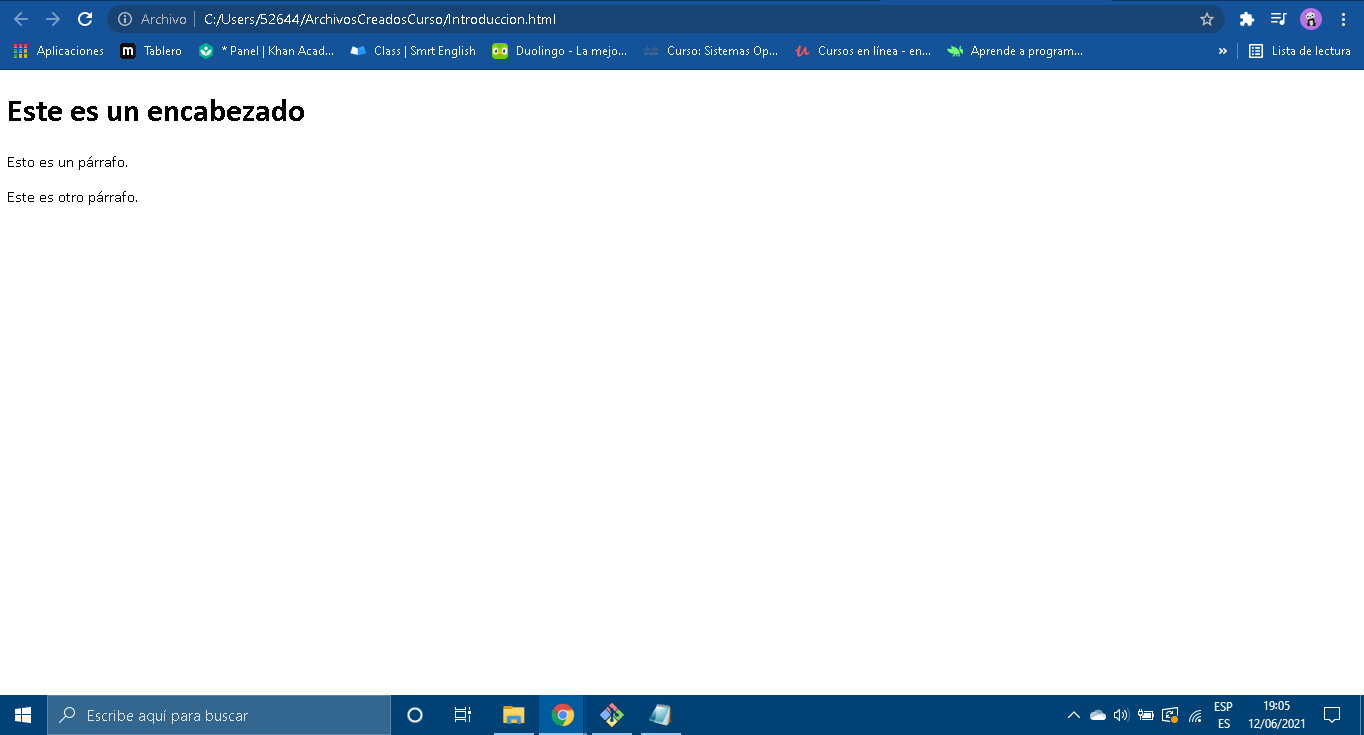 Archivo | C:/Users/52644/ArchivosCreadosCurso/Introduccion.html
Aplicaciones m Tablero * Panel | Khan Acad... Class | Smrt English Duolingo - La mejo... Curso: Sistemas Op... Cursos en línea - en... Aprende a program... » Lista de lectura
Este es un encabezado
Esto es un párrafo.
Este es otro párrafo.
Escribe aquí para buscar
ESP
ES
19:05
12/06/2021